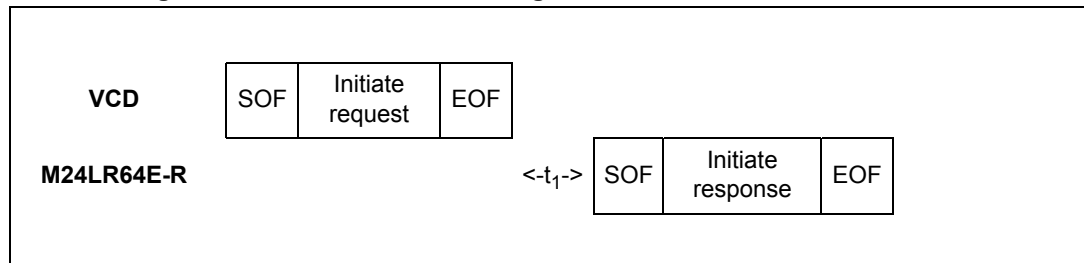 VCD SOF Initiate request EOF
M24LR64E-R <-t1-> SOF Initiate response EOF